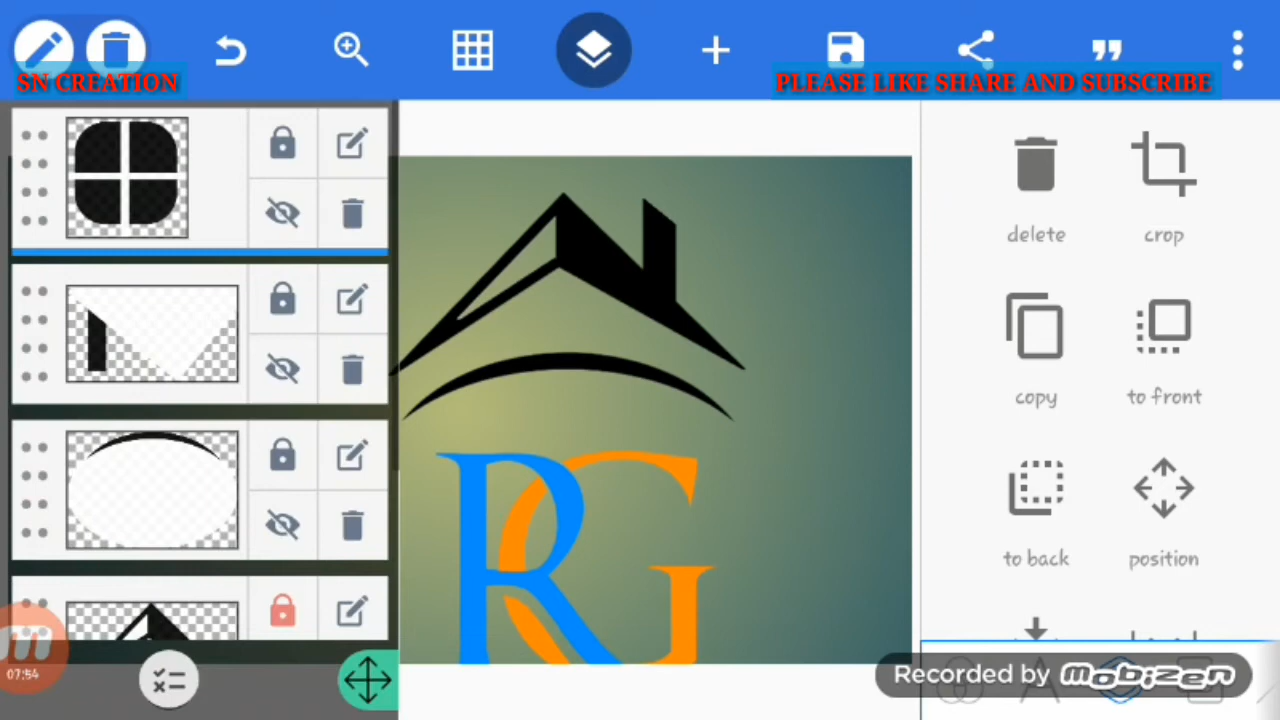 SN CREATION
PLEASE LIKE SHARE AND SUBSCRIBE
delete
crop
copy
to front
RG
to back
position
07:54
Recorded by mobizen